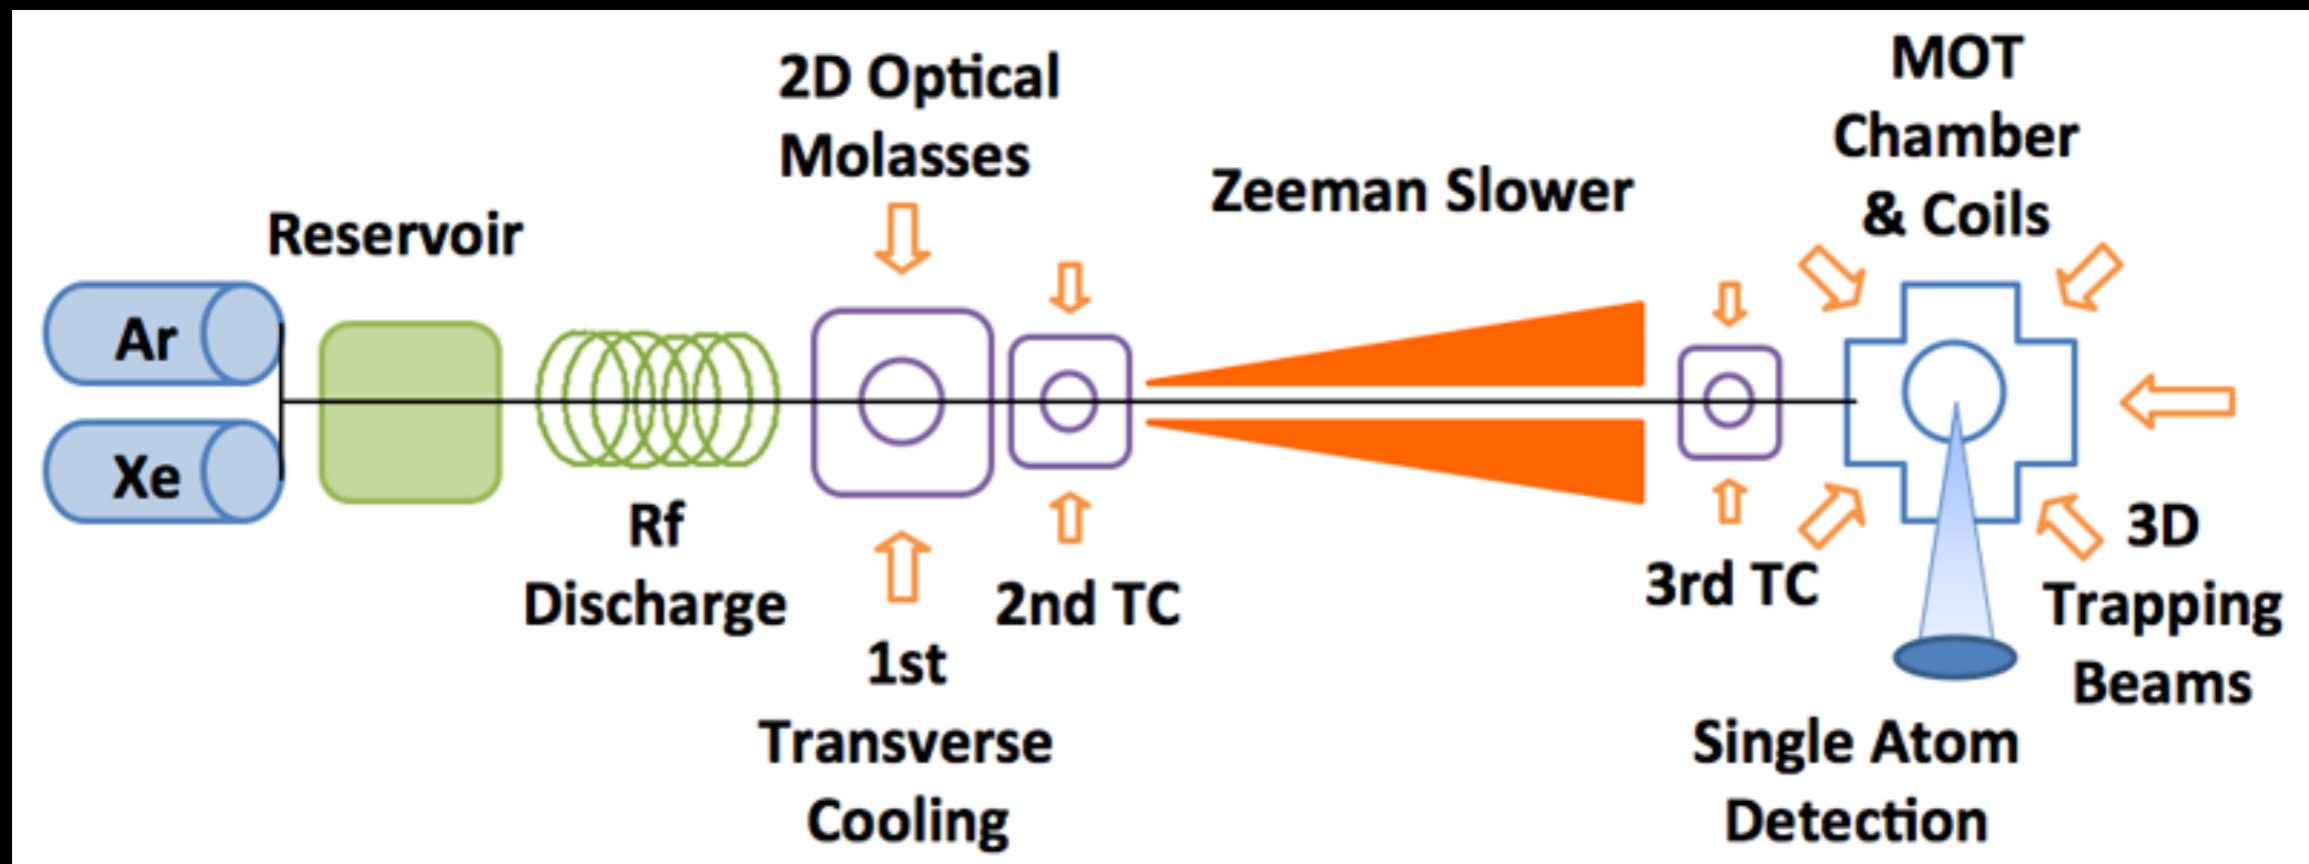 Ar
Xe
Reservoir
Rf
Discharge
2D Optical
Molasses
1st
Transverse
Cooling
2nd TC
Zeeman Slower
3rd TC
MOT
Chamber
& Coils
3D
Trapping
Beams
Single Atom
Detection